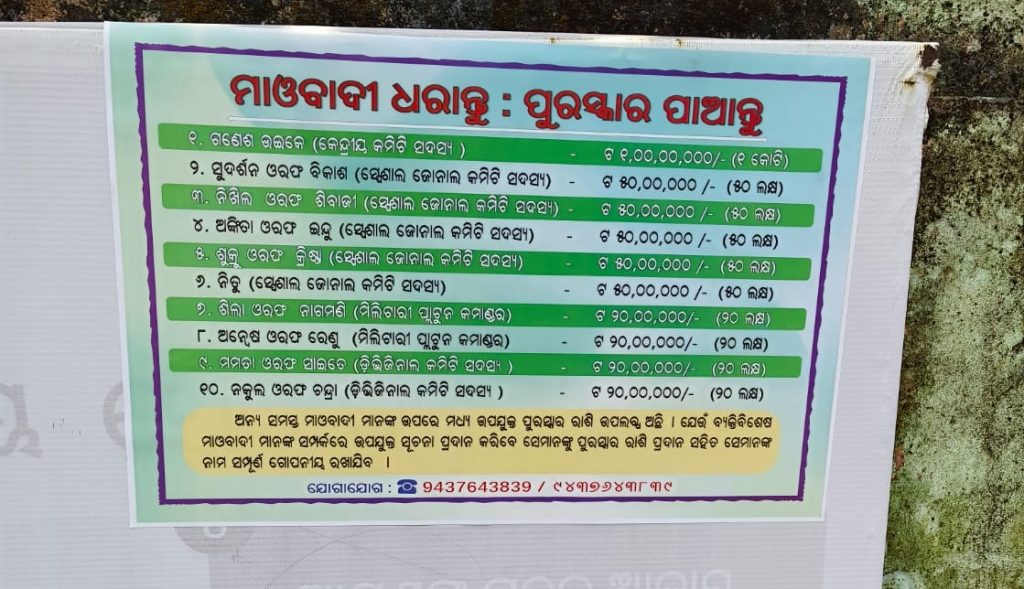 ମାଓବାଦୀ ଧରାନ୍ତୁ : ପୁରସ୍କାର ପାଆନ୍ତୁ
୧. ଗଣେଶ ଉଇକେ (କେନ୍ଦ୍ରୀୟ କମିଟି ସଦସ୍ୟ ) - ଟ ୧,୦୦,୦୦,୦୦୦/- (୧ କୋଟି)
୨. ସୁଦର୍ଶନ ଓରଫ ବିକାଶ (ସ୍ପେଶାଲ ଜୋନାଲ କମିଟି ସଦସ୍ୟ) - ଟ ୫୦,୦୦,୦୦୦ /- (୫୦ ଲକ୍ଷ)
୩. ନିଖିଲ ଓରଫ ଶିବାଜୀ (ସ୍ପେଶାଲ ଜୋନାଲ କମିଟି ସଦସ୍ୟ) - ଟ ୫୦,୦୦,୦୦୦ /- (୫୦ ଲକ୍ଷ)
୪. ଅଙ୍କିତା ଓରଫ ଇନ୍ଦୁ (ସ୍ପେଶାଲ ଜୋନାଲ କମିଟି ସଦସ୍ୟ) - ଟ ୫୦,୦୦,୦୦୦ /- (୫୦ ଲକ୍ଷ)
୫. ଶୁକ୍ରୁ ଓରଫ କ୍ରିଷ୍ଣ (ସ୍ପେଶାଲ ଜୋନାଲ କମିଟି ସଦସ୍ୟ) - ଟ ୫୦,୦୦,୦୦୦ /- (୫୦ ଲକ୍ଷ)
୬. ନିତୁ (ସ୍ପେଶାଲ ଜୋନାଲ କମିଟି ସଦସ୍ୟ) - ଟ ୫୦,୦୦,୦୦୦ /- (୫୦ ଲକ୍ଷ)
୭. ଶିଲା ଓରଫ ନାଗମଣି (ମିଲିଟାରୀ ପ୍ଲାଟୁନ କମାଣ୍ଡର) - ଟ ୨୦,୦୦,୦୦୦/- (୨୦ ଲକ୍ଷ)
୮. ଅନ୍ୱେଷ ଓରଫ ରେଣୁ (ମିଲିଟାରୀ ପ୍ଲାଟୁନ କମାଣ୍ଡର) - ଟ ୨୦,୦୦,୦୦୦/- (୨୦ ଲକ୍ଷ)
୯. ମମତା ଓରଫ ସାଇତେ (ଡ଼ିଭିଜିନାଲ କମିଟି ସଦସ୍ୟ ) - ଟ ୨୦,୦୦,୦୦୦/- (୨୦ ଲକ୍ଷ)
୧୦. ନକୁଲ ଓରଫ ଚନ୍ଦ୍ରା (ଡ଼ିଭିଜିନାଲ କମିଟି ସଦସ୍ୟ ) - ଟ ୨୦,୦୦,୦୦୦/- (୨୦ ଲକ୍ଷ)
ଅନ୍ୟ ସମସ୍ତ ମାଓବାଦୀ ମାନଙ୍କ ଉପରେ ମଧ୍ୟ ଉପଯୁକ୍ତ ପୁରସ୍କାର ରାଶି ଉପଲବ୍ଧ ଅଛି । ଯେଉଁ ବ୍ୟକ୍ତିବିଶେଷ
ମାଓବାଦୀ ମାନଙ୍କ ସମ୍ପର୍କରେ ଉପଯୁକ୍ତ ସୂଚନା ପ୍ରଦାନ କରିବେ ସେମାନଙ୍କୁ ପୁରସ୍କାର ରାଶି ପ୍ରଦାନ ସହିତ ସେମାନଙ୍କ
ନାମ ସମ୍ପୂର୍ଣ ଗୋପନୀୟ ରଖାଯିବ ।
ଯୋଗାଯୋଗ : ☎ 9437643839 / ୯୪୩୭୬୪୩୮୩୯